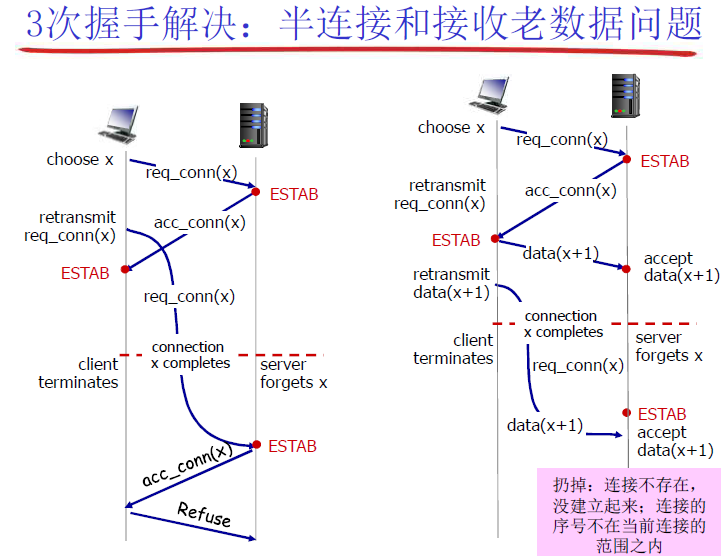 3次握手解决：半连接和接收老数据问题
choose x
req_conn(x)
ESTAB
retransmit
req_conn(x)
acc_conn(x)
ESTAB
req_conn(x)
connection
x completes
client
terminates
server
forgets x
ESTAB
acc_conn(x)
Refuse
choose x
req_conn(x)
ESTAB
retransmit
req_conn(x)
acc_conn(x)
ESTAB
data(x+1)
accept
data(x+1)
retransmit
data(x+1)
connection
x completes
client
terminates
server
forgets x
req_conn(x)
ESTAB
data(x+1)
accept
data(x+1)
扔掉：连接不存在，
没建立起来；连接的
序号不在当前连接的
范围之内